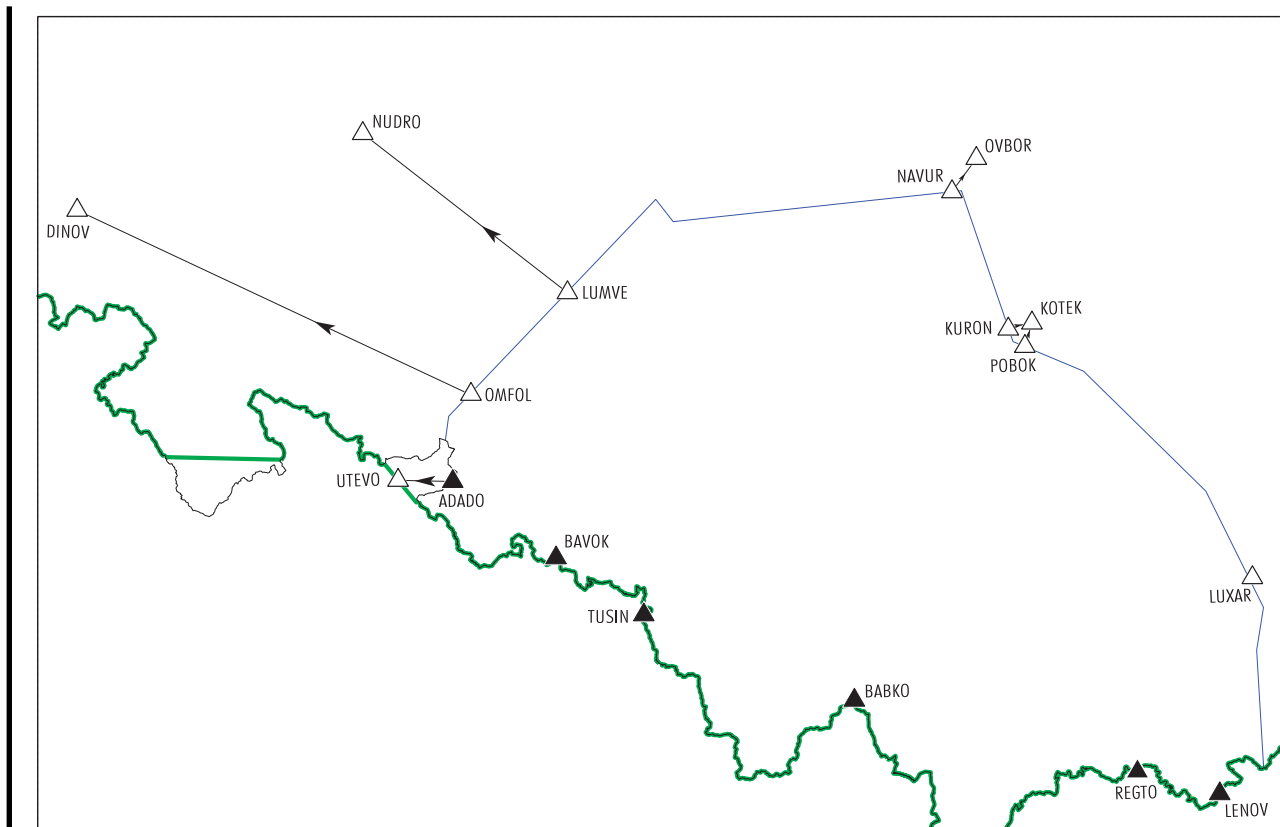 NUDRO
OVBOR
NAVUR
DINOV
LUMVE
KOTEK
KURON
POBOK
OMFOL
UTEVO
ADADO
BAVOK
LUXAR
TUSIN
BABKO
REGTO
LENOV